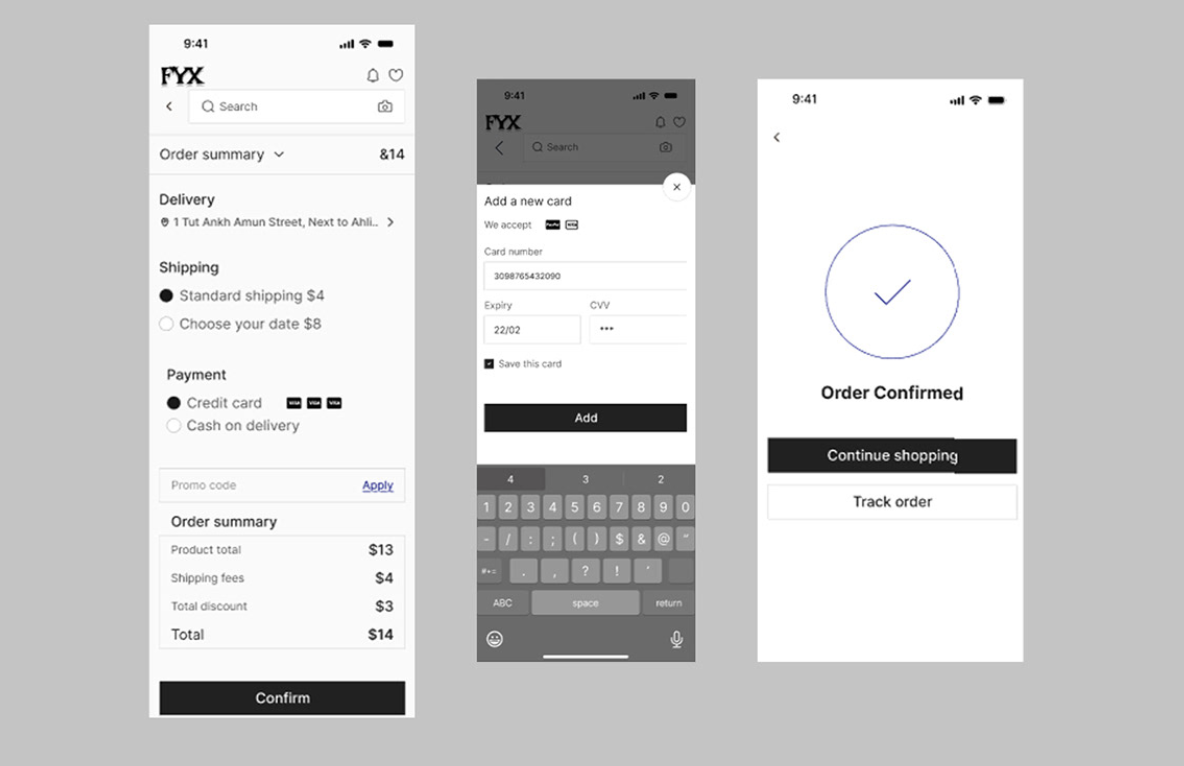 9:41
FYX
Search
Order summary &14
Delivery
1 Tut Ankh Amun Street, Next to Ahli..
Shipping
Standard shipping $4
Choose your date $8
Payment
Credit card VISA VISA VISA
Cash on delivery
Promo code Apply
Order summary
Product total $13
Shipping fees $4
Total discount $3
Total $14
Confirm
9:41
FYX
Search
Add a new card
We accept PayPal VISA
Card number
3098765432090
Expiry CVV
22/02 ***
Save this card
Add
4 3 2
1 2 3 4 5 6 7 8 9 0
- / : ; ( ) $ & @ "
#+= . , ? ! '
ABC space return
9:41
Order Confirmed
Continue shopping
Track order